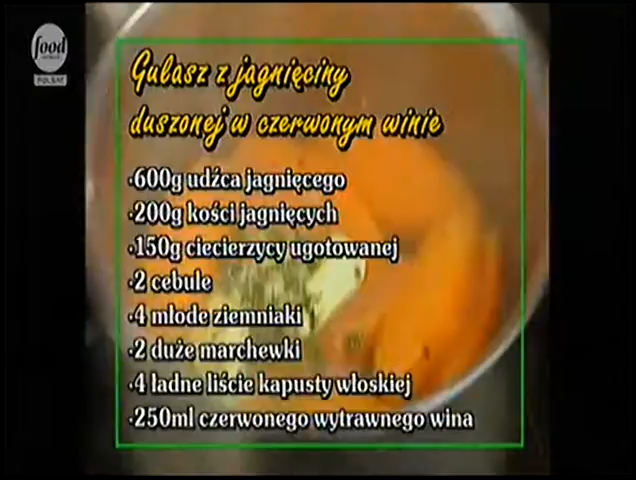 food
POLSAT
Gulasz z jagnięciny
duszonej w czerwonym winie
·600g udźca jagnięcego
·200g kości jagnięcych
·150g ciecierzycy ugotowanej
·2 cebule
·4 młode ziemniaki
·2 duże marchewki
·4 ładne liście kapusty włoskiej
·250ml czerwonego wytrawnego wina